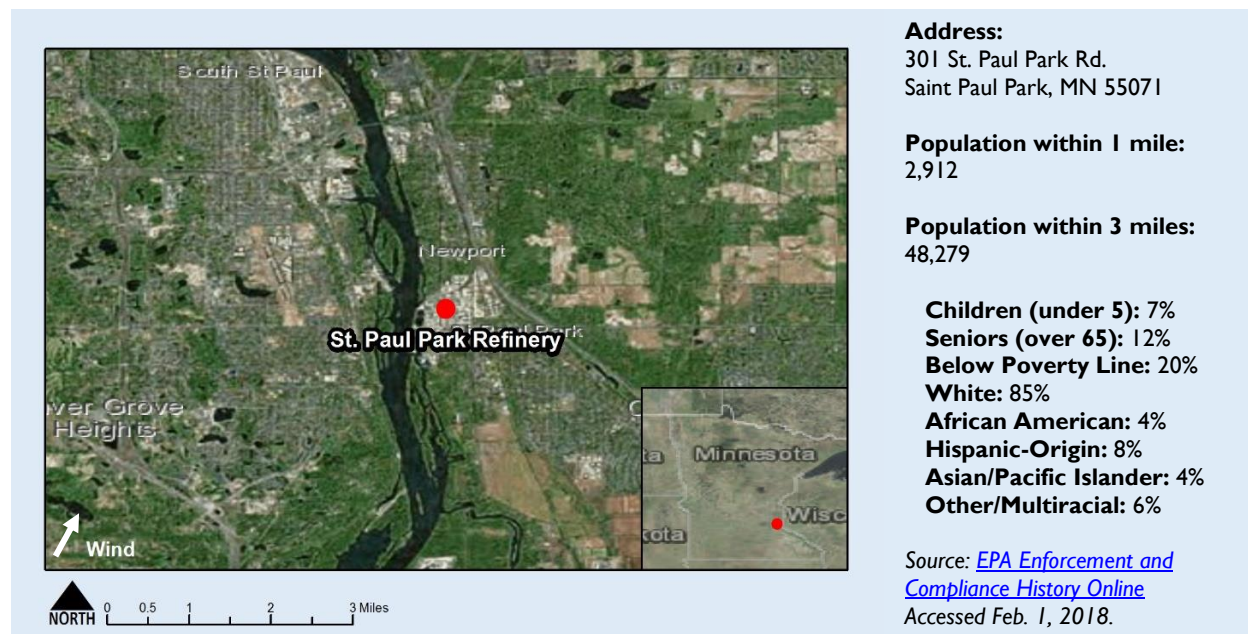 South St Paul
Newport
St. Paul Park Refinery
Park
ver Grove
Heights
Wind
Minnesota
ta
Wisc
kota
NORTH
0 0.5 1 2 3 Miles
Address:
301 St. Paul Park Rd.
Saint Paul Park, MN 55071
Population within 1 mile:
2,912
Population within 3 miles:
48,279
Children (under 5): 7%
Seniors (over 65): 12%
Below Poverty Line: 20%
White: 85%
African American: 4%
Hispanic-Origin: 8%
Asian/Pacific Islander: 4%
Other/Multiracial: 6%
Source: EPA Enforcement and
Compliance History Online
Accessed Feb. 1, 2018.